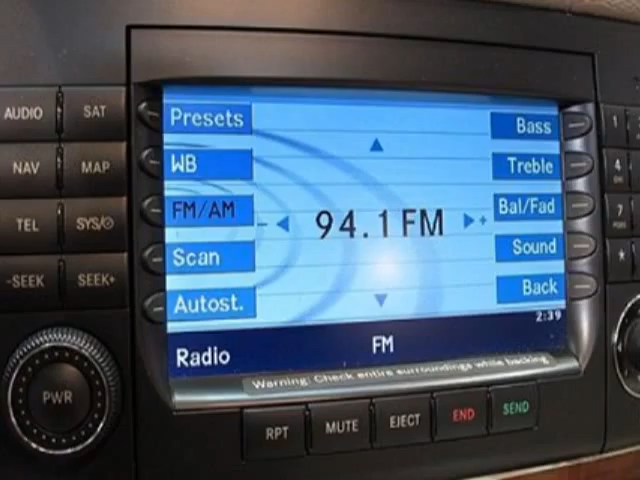 AUDIO SAT
NAV MAP
TEL SYS/
-SEEK SEEK+
PWR
Presets
WB
FM/AM
Scan
Autost.
Bass
Treble
Bal/Fad
Sound
Back
- 94.1 FM +
2:39
Radio FM
Warning: Check entire surroundings while backing.
RPT MUTE EJECT END SEND
1
4
7
*